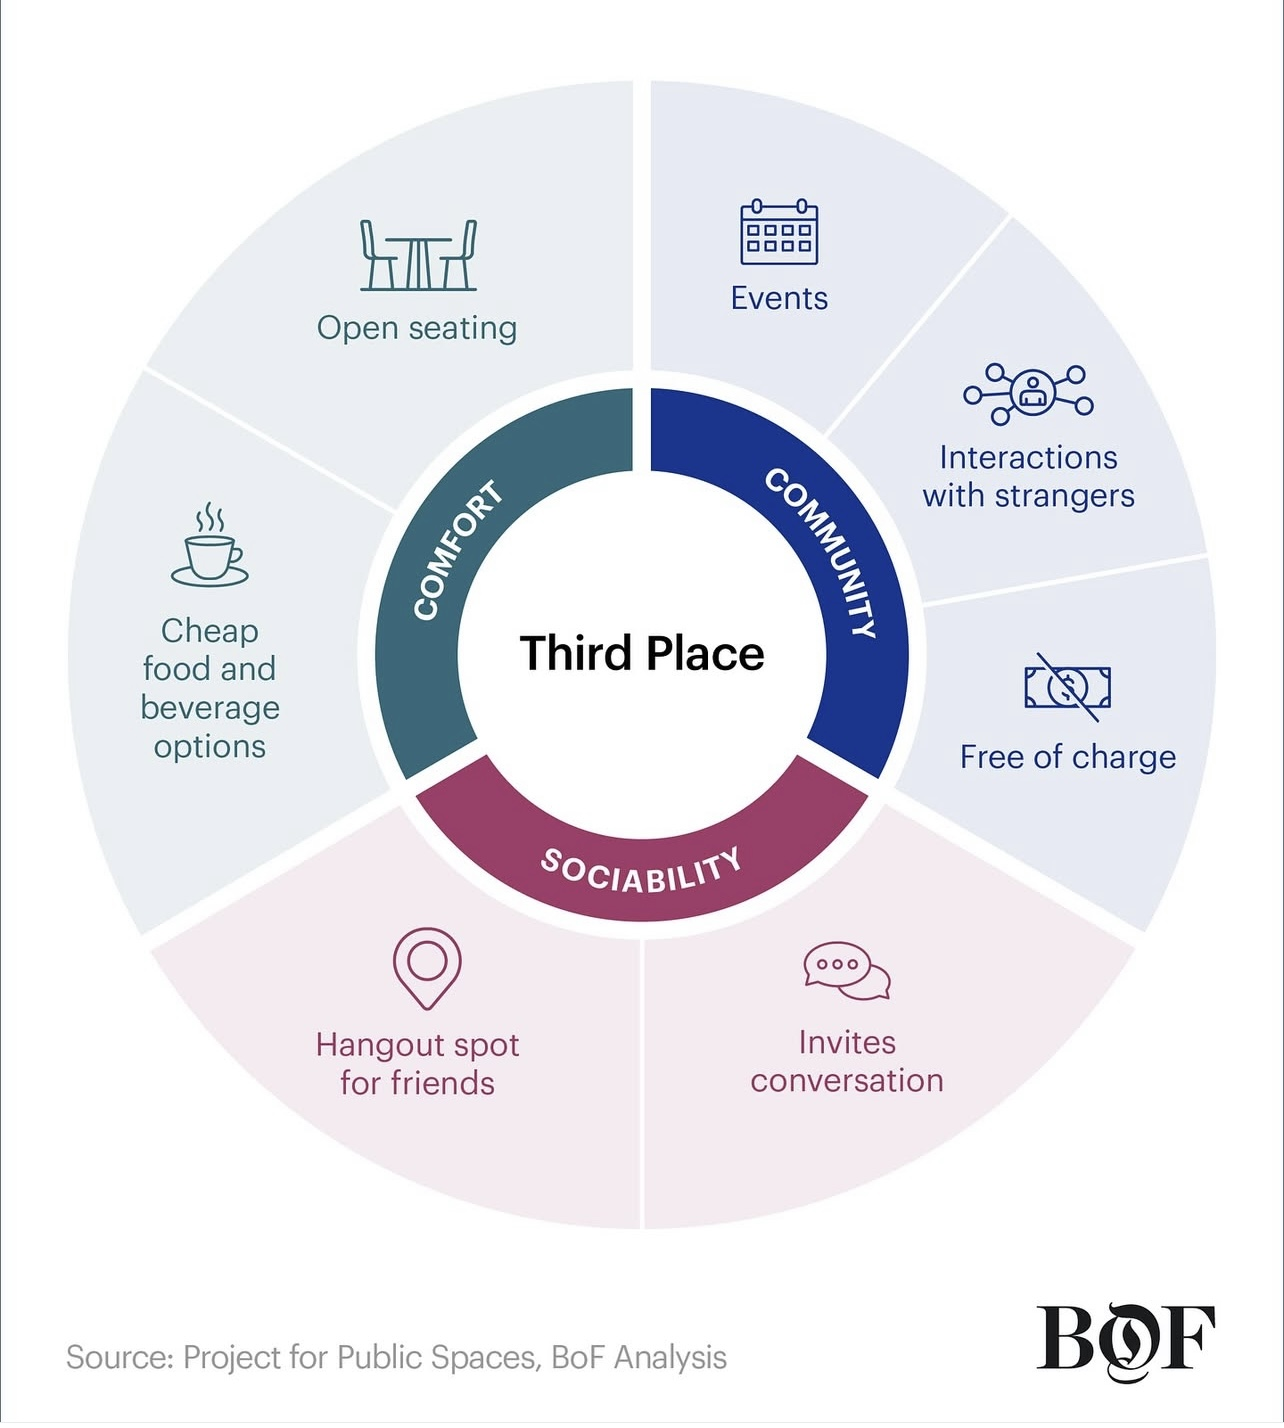 Events
Open seating
Interactions
with strangers
COMFORT
COMMUNITY
Cheap
food and
beverage
options
Third Place
Free of charge
SOCIABILITY
Hangout spot
for friends
Invites
conversation
Source: Project for Public Spaces, BoF Analysis
BOF